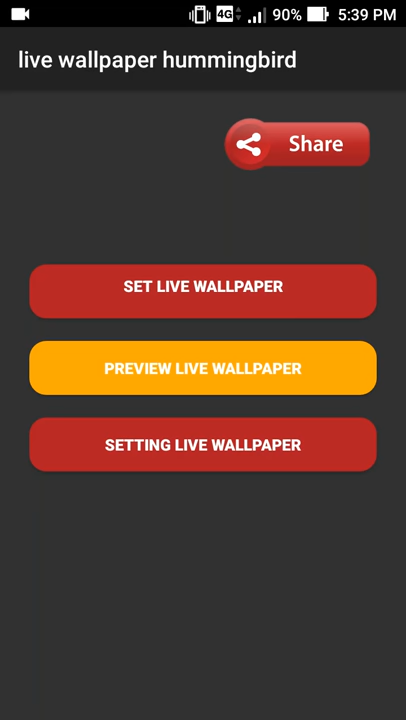 4G 90% 5:39 PM
live wallpaper hummingbird
Share
SET LIVE WALLPAPER
PREVIEW LIVE WALLPAPER
SETTING LIVE WALLPAPER